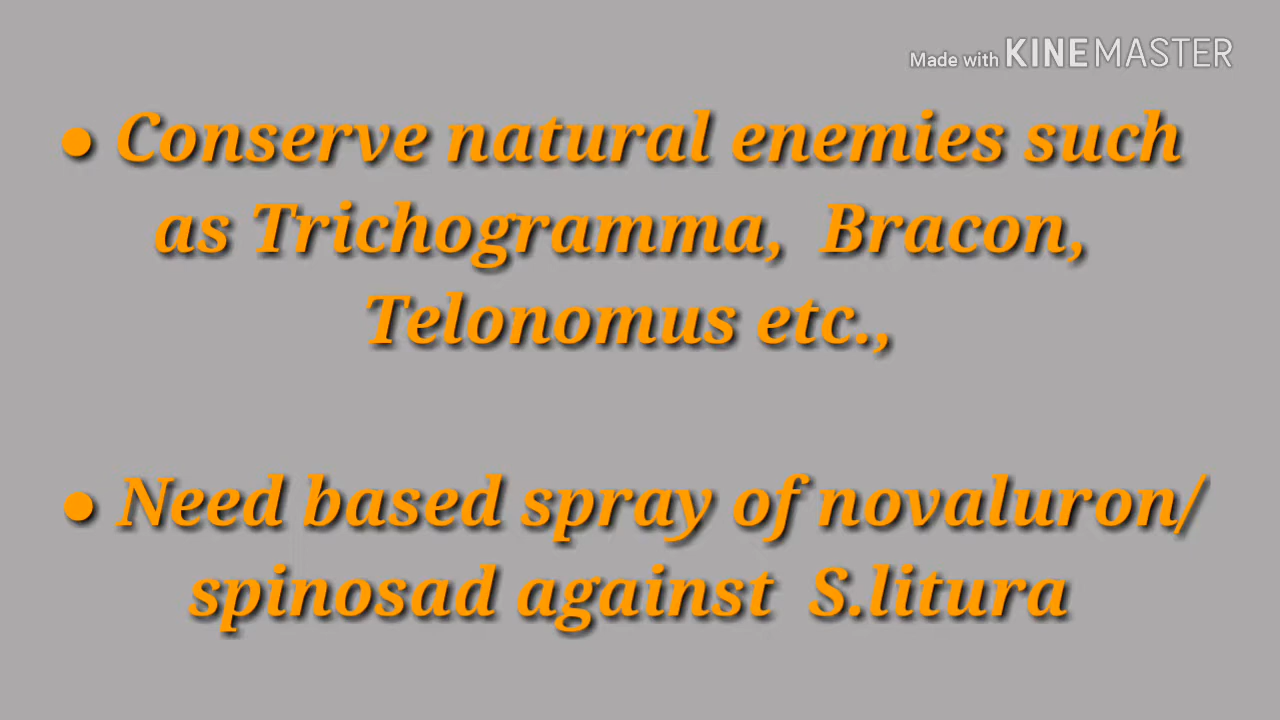 Made with KINEMASTER
● Conserve natural enemies such
as Trichogramma, Bracon,
Telonomus etc.,
● Need based spray of novaluron/
spinosad against S.litura